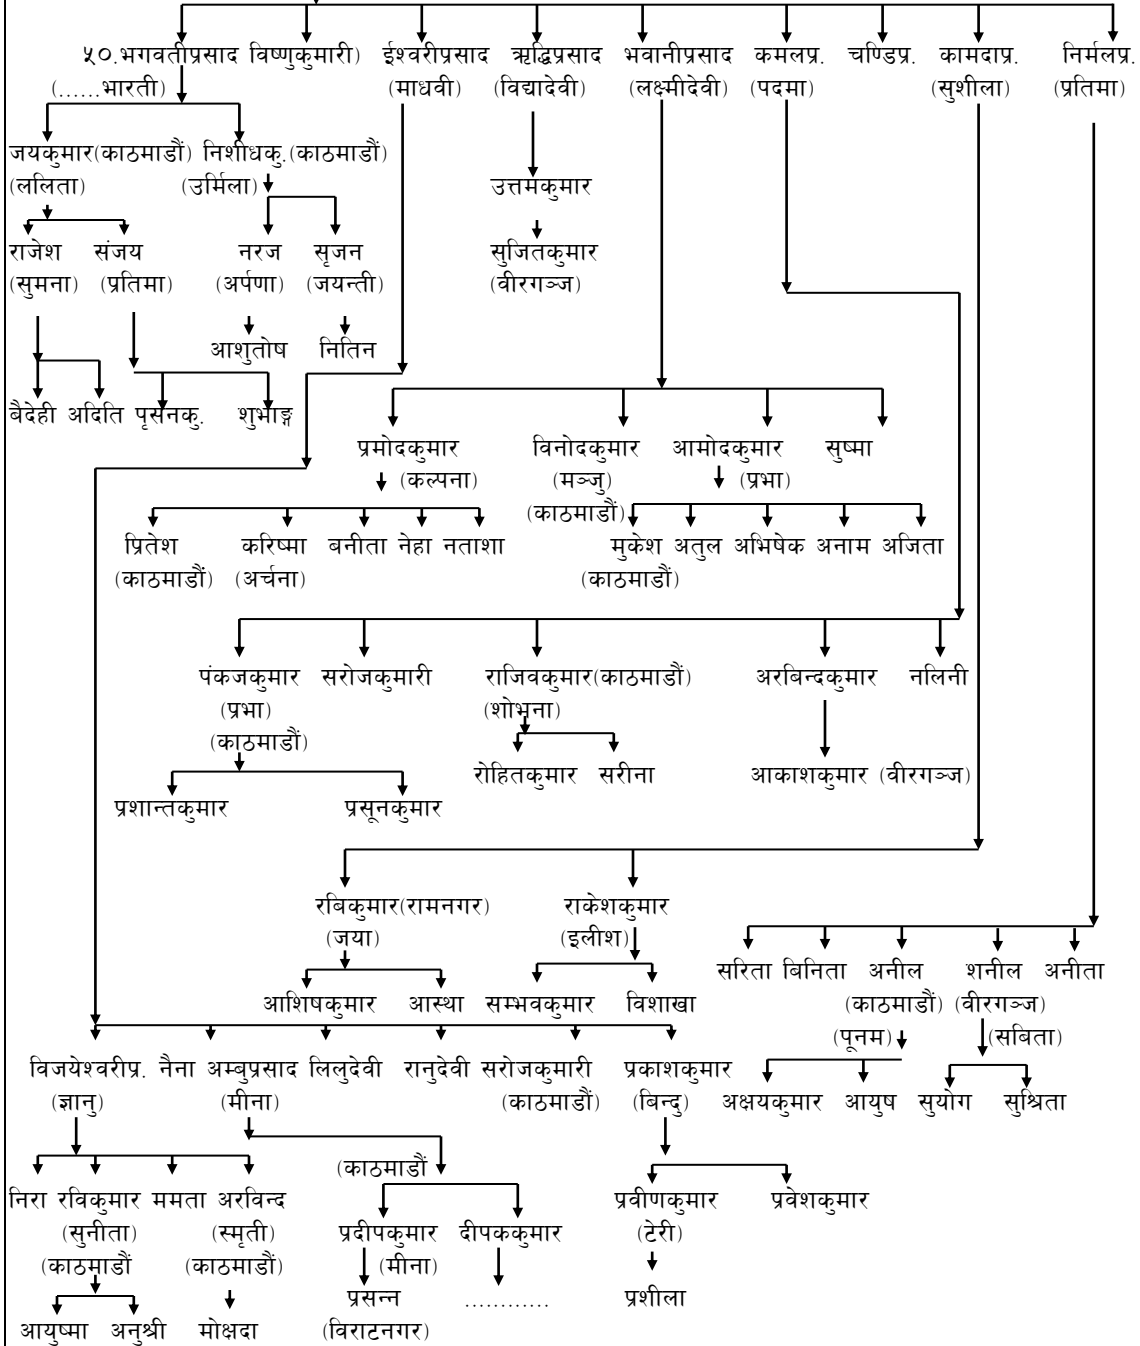 ५०.भगवतीप्रसाद विष्णुकुमारी) ईश्वरीप्रसाद ऋद्धिप्रसाद भवानीप्रसाद कमलप्र. चण्डिप्र. कामदाप्र. निर्मलप्र.
(......भारती) (माधवी) (विद्यादेवी) (लक्ष्मीदेवी) (पदमा) (सुशीला) (प्रतिमा)
जयकुमार(काठमाडौं) निशीधकु.(काठमाडौं)
(ललिता) (उर्मिला) उत्तमकुमार
राजेश संजय नरज सृजन सुजितकुमार
(सुमना) (प्रतिमा) (अर्पणा) (जयन्ती) (वीरगञ्ज)
आशुतोष नितिन
बैदेही अदिति पृसनकु. शुभाङ्ग
प्रमोदकुमार विनोदकुमार आमोदकुमार सुष्मा
(कल्पना) (मञ्जु) (प्रभा)
(काठमाडौं)
प्रितेश करिष्मा बनीता नेहा नताशा मुकेश अतुल अभिषेक अनाम अजिता
(काठमाडौं) (अर्चना) (काठमाडौं)
पंकजकुमार सरोजकुमारी राजिवकुमार(काठमाडौं) अरबिन्दकुमार नलिनी
(प्रभा) (शोभना)
(काठमाडौं)
रोहितकुमार सरीना आकाशकुमार (वीरगञ्ज)
प्रशान्तकुमार प्रसूनकुमार
रबिकुमार(रामनगर) राकेशकुमार
(जया) (इलीश)
सरिता बिनिता अनील शनील अनीता
आशिषकुमार आस्था सम्भवकुमार विशाखा (काठमाडौं) (वीरगञ्ज)
(पूनम) (सबिता)
विजयेश्वरीप्र. नैना अम्बुप्रसाद लिलुदेवी रानुदेवी सरोजकुमारी प्रकाशकुमार
(ज्ञानु) (मीना) (काठमाडौं) (बिन्दु) अक्षयकुमार आयुष सुयोग सुश्रिता
(काठमाडौं
निरा रविकुमार ममता अरविन्द प्रवीणकुमार प्रवेशकुमार
(सुनीता) (स्मृती) प्रदीपकुमार दीपककुमार (टेरी)
(काठमाडौं (काठमाडौं) (मीना)
प्रसन्न ............ प्रशीला
आयुष्मा अनुश्री मोक्षदा (विराटनगर)